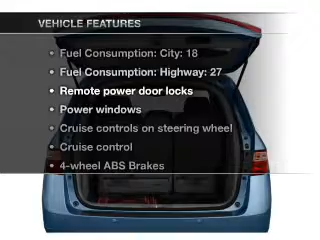 VEHICLE FEATURES
• Fuel Consumption: City: 18
• Fuel Consumption: Highway: 27
• Remote power door locks
• Power windows
• Cruise controls on steering wheel
• Cruise control
• 4-wheel ABS Brakes